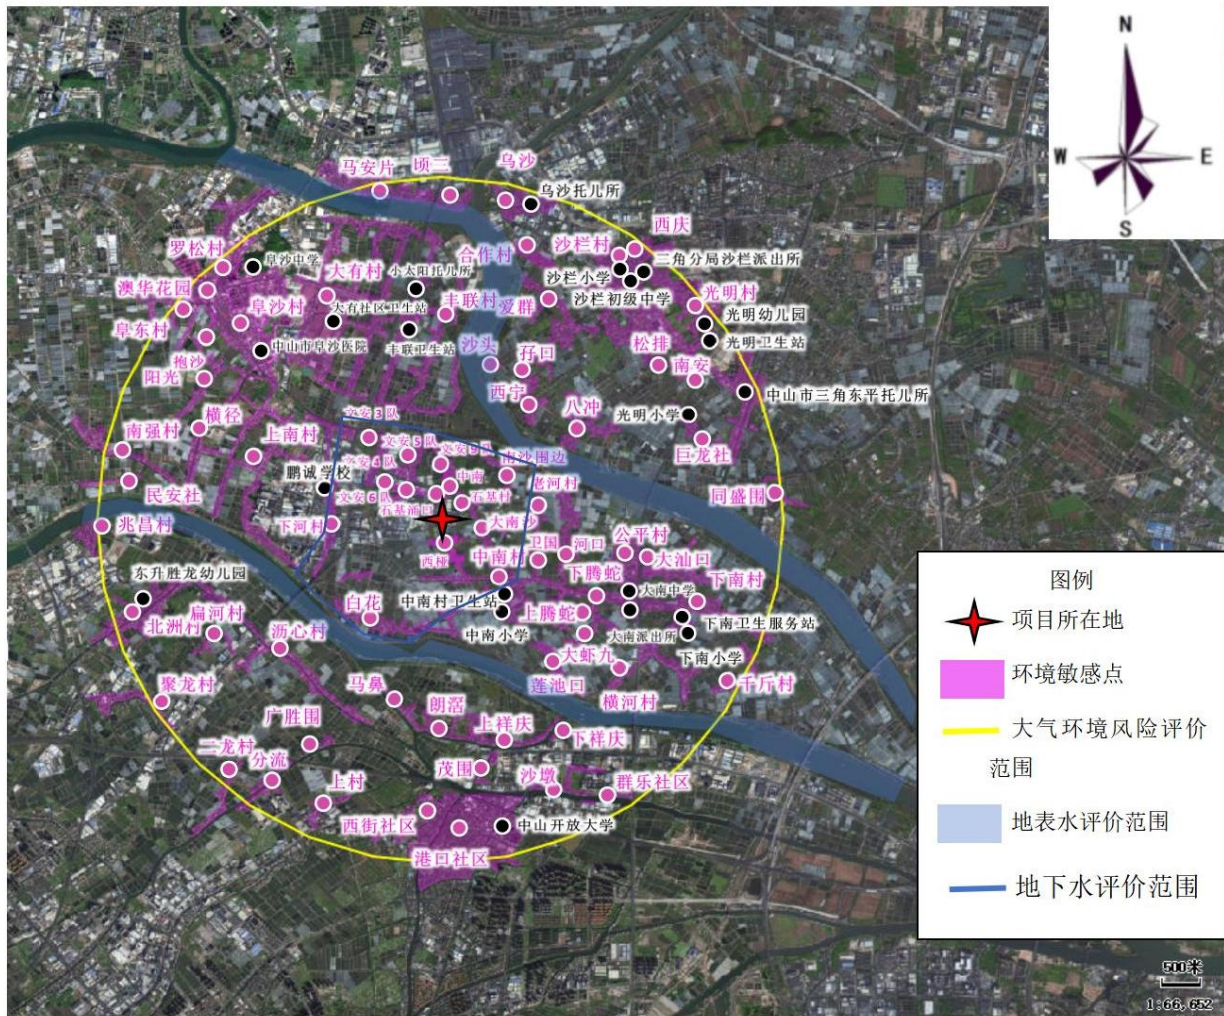 N
W
E
S
马安片
顷二
乌沙
乌沙托儿所
西庆
罗松村
阜沙中学
大有村
小太阳托儿所
合作村
沙栏村
三角分局沙栏派出所
沙栏小学
沙栏初级中学
澳华花园
阜沙村
大有社区卫生站
丰联村
爱群
光明村
光明幼儿园
光明卫生站
阜东村
中山市阜沙医院
丰联卫生站
沙头
孖口
松排
南安
抱沙
阳光
西宁
中山市三角东平托儿所
横径
文安3队
八冲
光明小学
南强村
上南村
文安5队
文安9队
南沙围边
巨龙社
鹏诚学校
文安4队
中南
老河村
同盛围
民安社
文安6队
石基涌口
石基村
兆昌村
下河村
大南沙
西桠
中南村
卫国
河口
公平村
大汕口
东升胜龙幼儿园
下腾蛇
大南中学
下南村
北洲村
扁河村
白花
中南村卫生站
上腾蛇
下南卫生服务站
中南小学
大南派出所
沥心村
大虾九
下南小学
聚龙村
马鼻
莲池口
横河村
千斤村
广胜围
朗滘
上祥庆
下祥庆
二龙村
分流
上村
茂围
沙墩
群乐社区
西街社区
中山开放大学
港口社区
图例
项目所在地
环境敏感点
大气环境风险评价
范围
地表水评价范围
地下水评价范围
500米
1:66,652